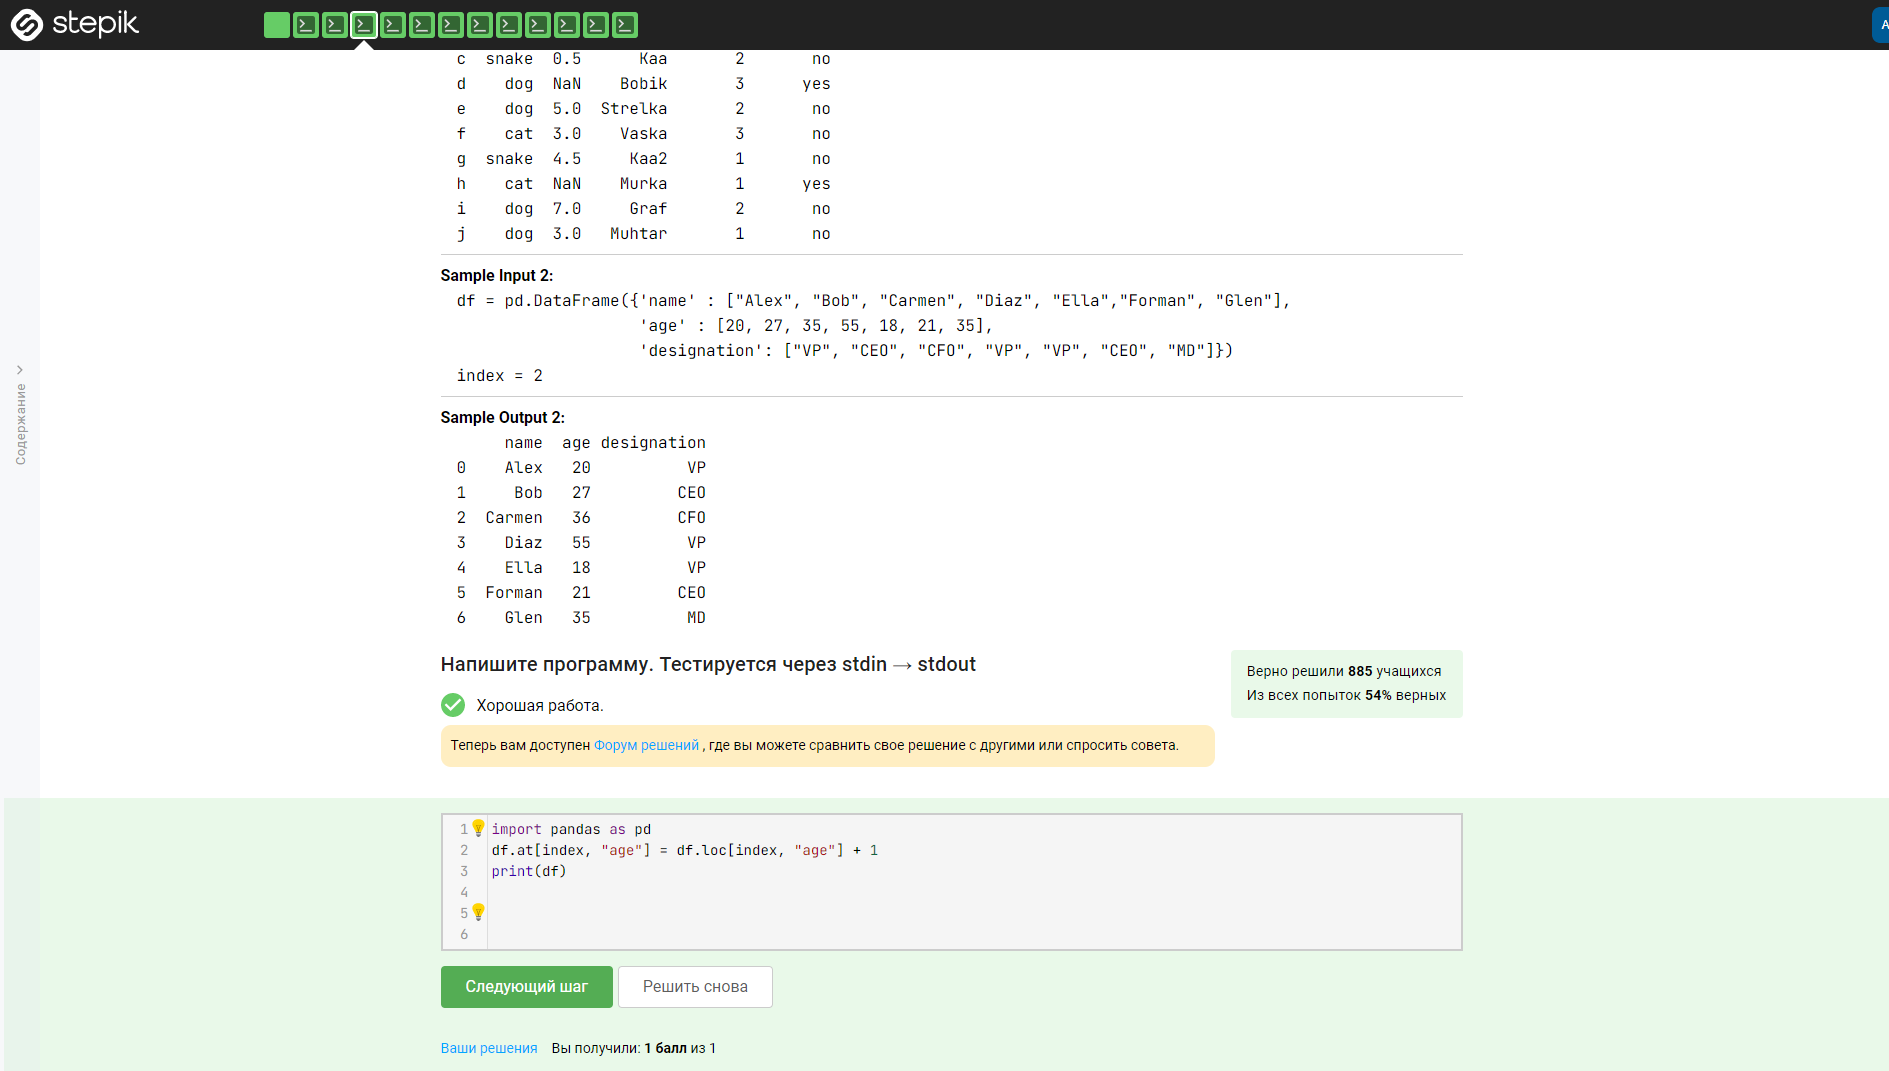 stepik
A
c  snake  0.5      Kaa       2       no
d    dog  NaN    Bobik       3      yes
e    dog  5.0  Strelka       2       no
f    cat  3.0    Vaska       3       no
g  snake  4.5     Kaa2       1       no
h    cat  NaN    Murka       1      yes
i    dog  7.0     Graf       2       no
j    dog  3.0   Muhtar       1       no
Sample Input 2:
df = pd.DataFrame({'name' : ["Alex", "Bob", "Carmen", "Diaz", "Ella","Forman", "Glen"],
                   'age' : [20, 27, 35, 55, 18, 21, 35],
                   'designation': ["VP", "CEO", "CFO", "VP", "VP", "CEO", "MD"]})
index = 2
Содержание
Sample Output 2:
     name  age designation
0    Alex   20          VP
1     Bob   27         CEO
2  Carmen   36         CFO
3    Diaz   55          VP
4    Ella   18          VP
5  Forman   21         CEO
6    Glen   35          MD
Напишите программу. Тестируется через stdin → stdout
Верно решили 885 учащихся
Из всех попыток 54% верных
Хорошая работа.
Теперь вам доступен Форум решений , где вы можете сравнить свое решение с другими или спросить совета.
1 import pandas as pd
2 df.at[index, "age"] = df.loc[index, "age"] + 1
3 print(df)
4
5
6
Следующий шаг
Решить снова
Ваши решения Вы получили: 1 балл из 1